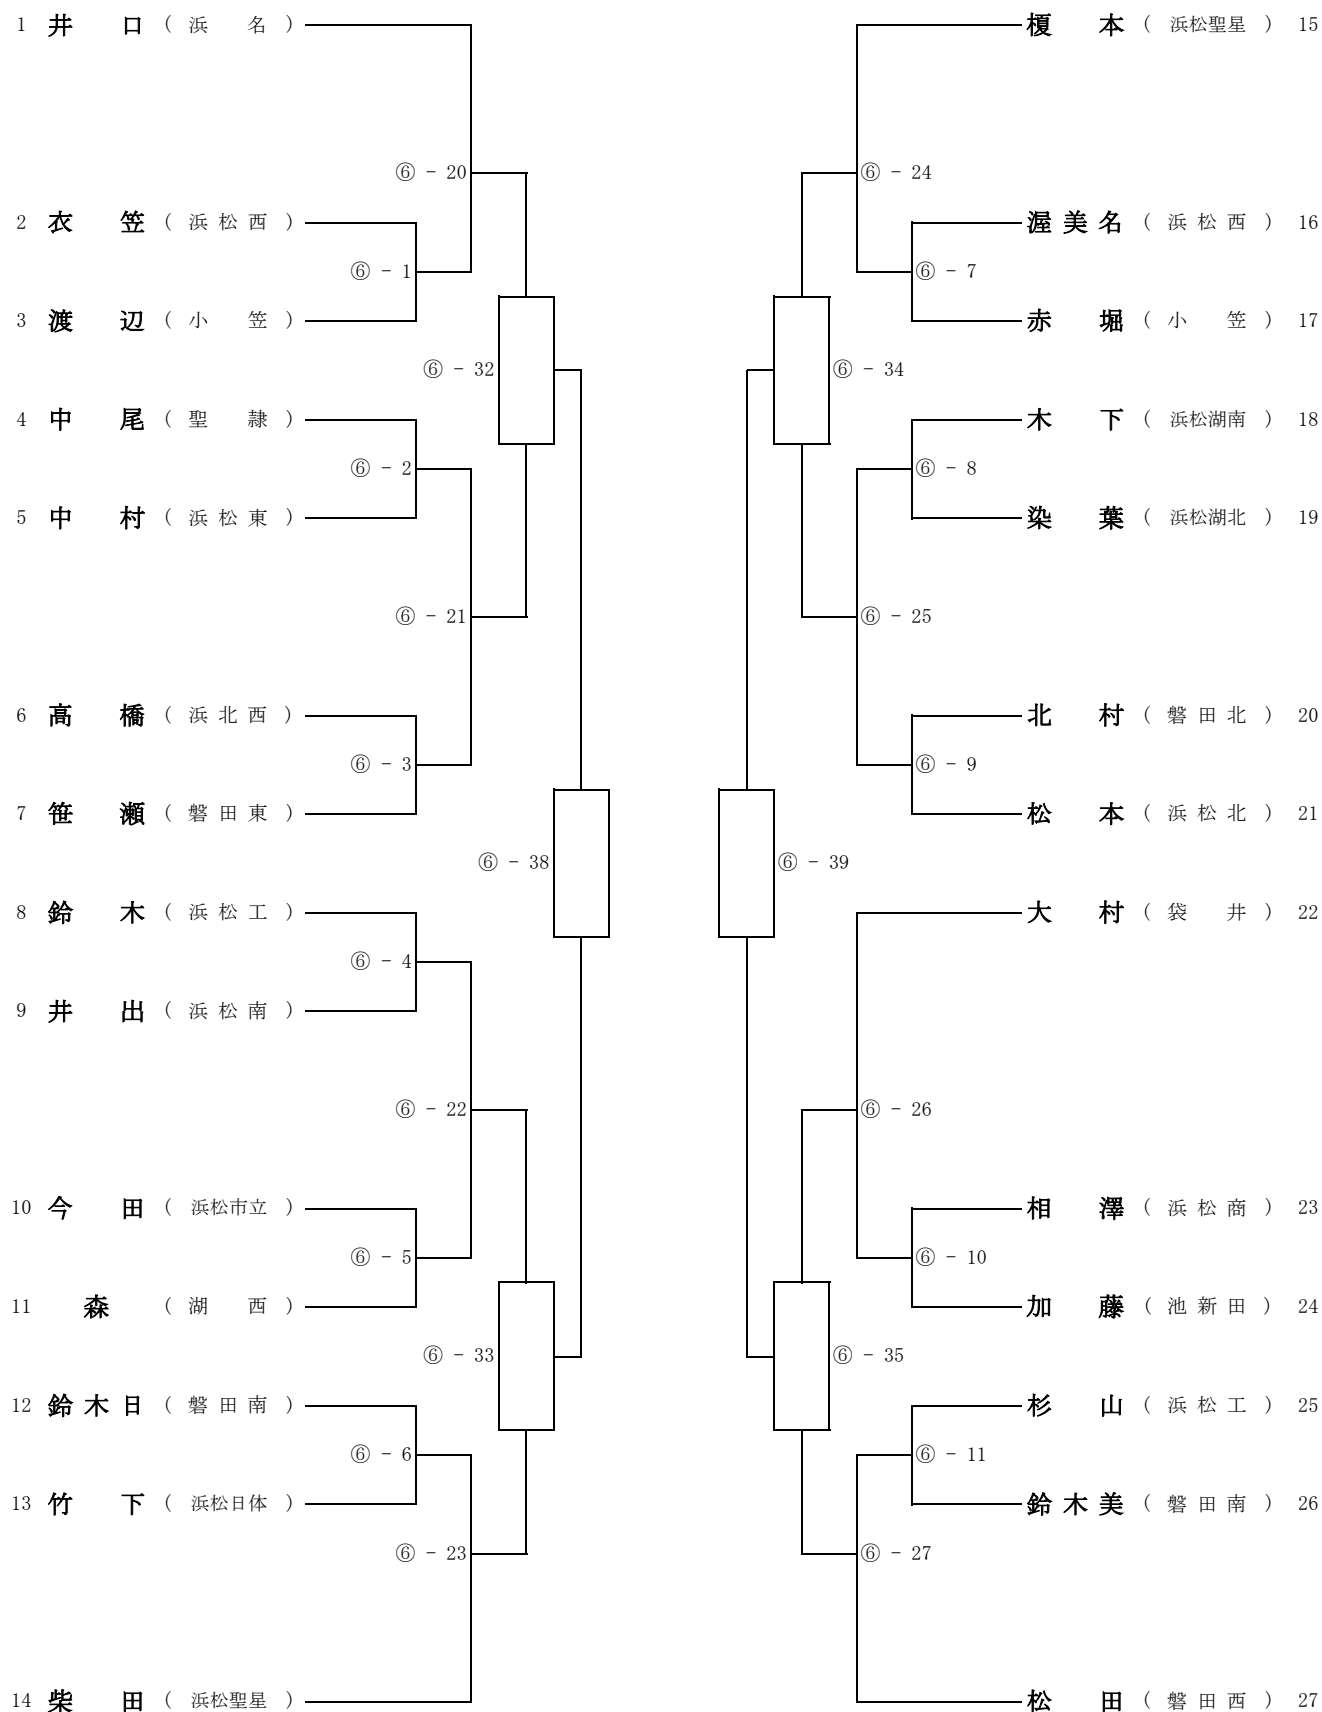 1 井口 （ 浜名 ）
⑥ - 20
2 衣笠 （ 浜松西 ）
⑥ - 1
3 渡辺 （ 小笠 ）
⑥ - 32
4 中尾 （ 聖隷 ）
⑥ - 2
5 中村 （ 浜松東 ）
⑥ - 21
6 高橋 （ 浜北西 ）
⑥ - 3
7 笹瀬 （ 磐田東 ）
⑥ - 38
8 鈴木 （ 浜松工 ）
⑥ - 4
9 井出 （ 浜松南 ）
⑥ - 22
10 今田 （ 浜松市立 ）
⑥ - 5
11 森 （ 湖西 ）
⑥ - 33
12 鈴木日 （ 磐田南 ）
⑥ - 6
13 竹下 （ 浜松日体 ）
⑥ - 23
14 柴田 （ 浜松聖星 ）
榎本 （ 浜松聖星 ） 15
⑥ - 24
渥美名 （ 浜松西 ） 16
⑥ - 7
赤堀 （ 小笠 ） 17
⑥ - 34
木下 （ 浜松湖南 ） 18
⑥ - 8
染葉 （ 浜松湖北 ） 19
⑥ - 25
北村 （ 磐田北 ） 20
⑥ - 9
松本 （ 浜松北 ） 21
⑥ - 39
大村 （ 袋井 ） 22
⑥ - 26
相澤 （ 浜松商 ） 23
⑥ - 10
加藤 （ 池新田 ） 24
⑥ - 35
杉山 （ 浜松工 ） 25
⑥ - 11
鈴木美 （ 磐田南 ） 26
⑥ - 27
松田 （ 磐田西 ） 27